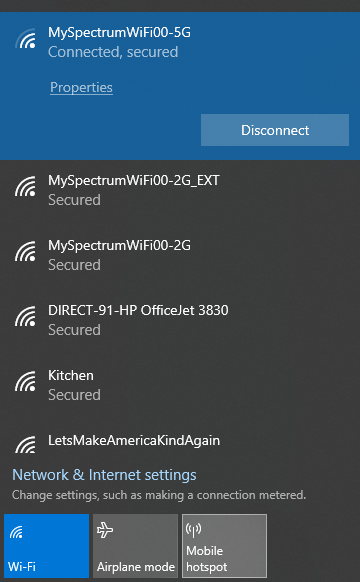 MySpectrumWiFi00-5G
Connected, secured
Properties
Disconnect
MySpectrumWiFi00-2G_EXT
Secured
MySpectrumWiFi00-2G
Secured
DIRECT-91-HP OfficeJet 3830
Secured
Kitchen
Secured
LetsMakeAmericaKindAgain
Network & Internet settings
Change settings, such as making a connection metered.
Wi-Fi
Airplane mode
Mobile
hotspot